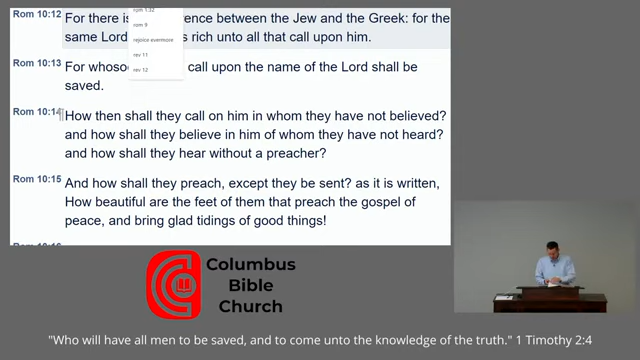 Rom 10:12 For there is rence between the Jew and the Greek: for the
same Lord s rich unto all that call upon him.
rom 1:32
rom 9
rejoice evermore
rev 11
rev 12
Rom 10:13 For whoso call upon the name of the Lord shall be
saved.
Rom 10:14 How then shall they call on him in whom they have not believed?
and how shall they believe in him of whom they have not heard?
and how shall they hear without a preacher?
Rom 10:15 And how shall they preach, except they be sent? as it is written,
How beautiful are the feet of them that preach the gospel of
peace, and bring glad tidings of good things!
Columbus
Bible
Church
"Who will have all men to be saved, and to come unto the knowledge of the truth." 1 Timothy 2:4